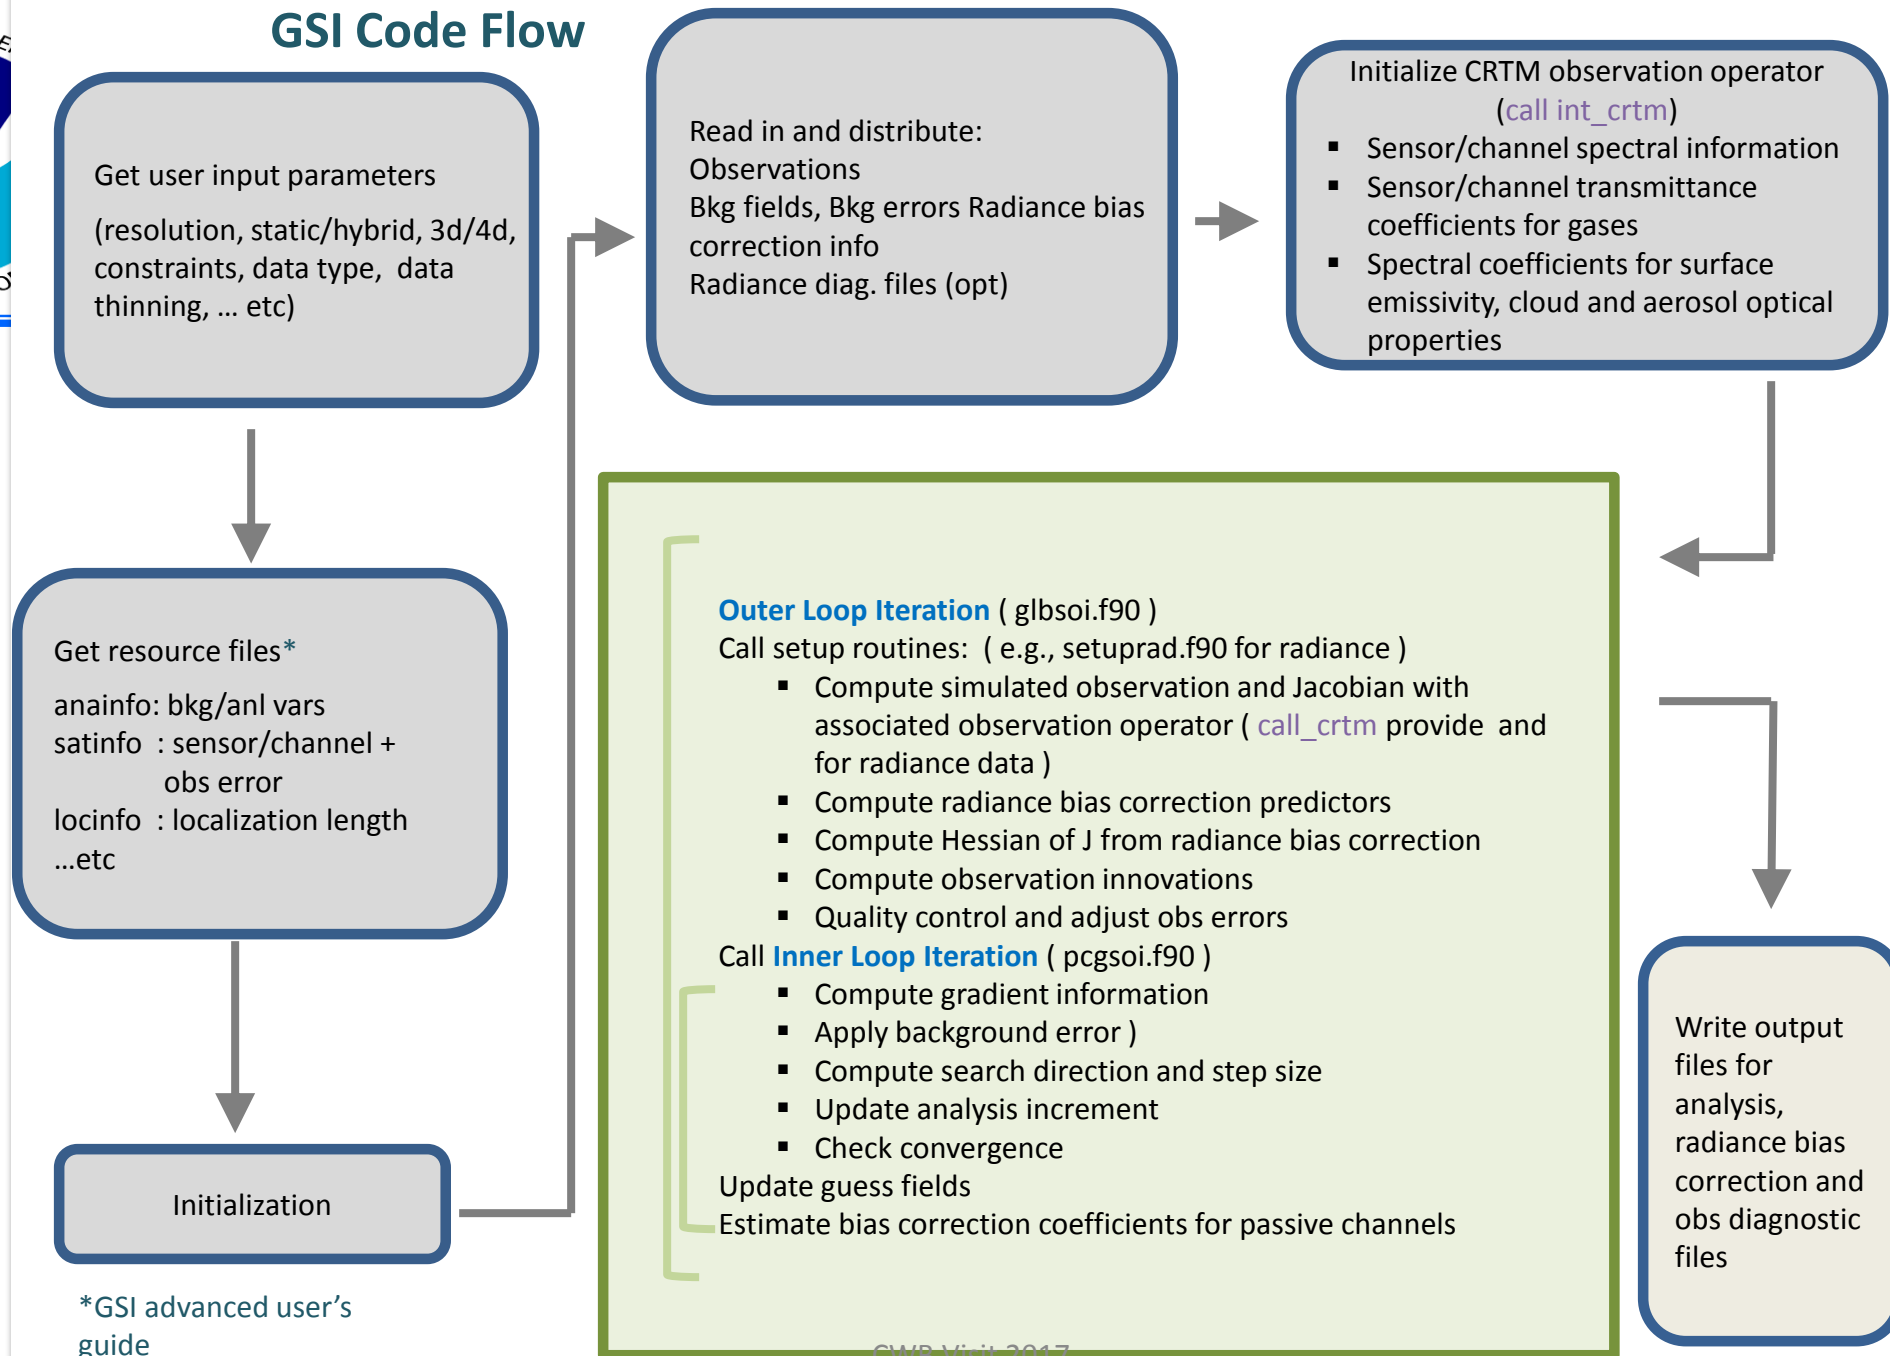 GSI Code Flow
Get user input parameters
(resolution, static/hybrid, 3d/4d,
constraints, data type, data
thinning, ... etc)
Read in and distribute:
Observations
Bkg fields, Bkg errors Radiance bias
correction info
Radiance diag. files (opt)
Initialize CRTM observation operator
(call int_crtm)
▪ Sensor/channel spectral information
▪ Sensor/channel transmittance
coefficients for gases
▪ Spectral coefficients for surface
emissivity, cloud and aerosol optical
properties
Get resource files*
anainfo: bkg/anl vars
satinfo : sensor/channel +
obs error
locinfo : localization length
...etc
Initialization
*GSI advanced user's
guide
Outer Loop Iteration ( glbsoi.f90 )
Call setup routines: ( e.g., setuprad.f90 for radiance )
▪ Compute simulated observation and Jacobian with
associated observation operator ( call_crtm provide and
for radiance data )
▪ Compute radiance bias correction predictors
▪ Compute Hessian of J from radiance bias correction
▪ Compute observation innovations
▪ Quality control and adjust obs errors
Call Inner Loop Iteration ( pcgsoi.f90 )
▪ Compute gradient information
▪ Apply background error )
▪ Compute search direction and step size
▪ Update analysis increment
▪ Check convergence
Update guess fields
Estimate bias correction coefficients for passive channels
Write output
files for
analysis,
radiance bias
correction and
obs diagnostic
files
CWB Visit 2017